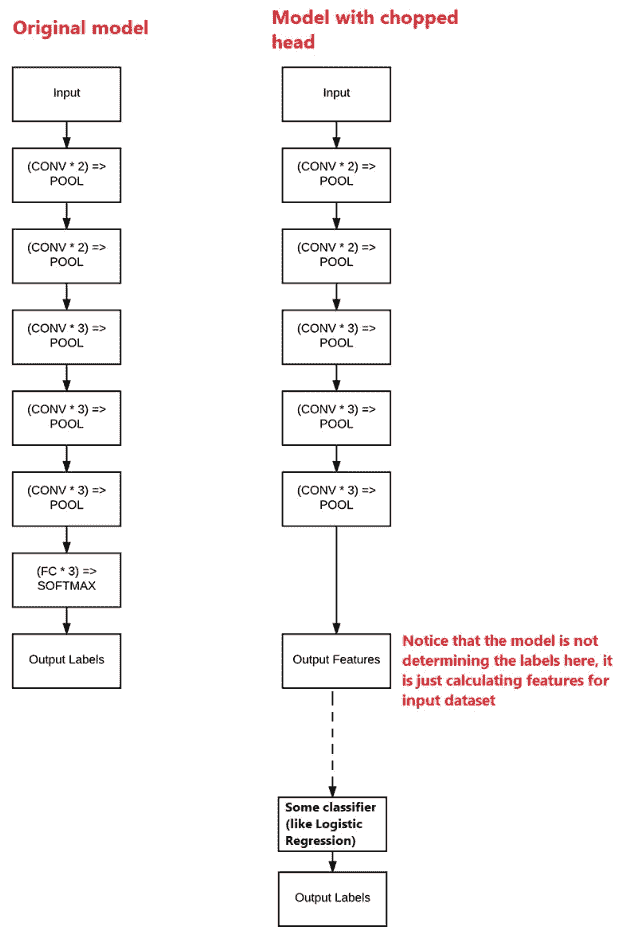 Original model
Input
(CONV * 2) =>
POOL
(CONV * 2) =>
POOL
(CONV * 3) =>
POOL
(CONV * 3) =>
POOL
(CONV * 3) =>
POOL
(FC * 3) =>
SOFTMAX
Output Labels
Model with chopped
head
Input
(CONV * 2) =>
POOL
(CONV * 2) =>
POOL
(CONV * 3) =>
POOL
(CONV * 3) =>
POOL
(CONV * 3) =>
POOL
Output Features
Notice that the model is not
determining the labels here, it
is just calculating features for
input dataset
Some classifier
(like Logistic
Regression)
Output Labels